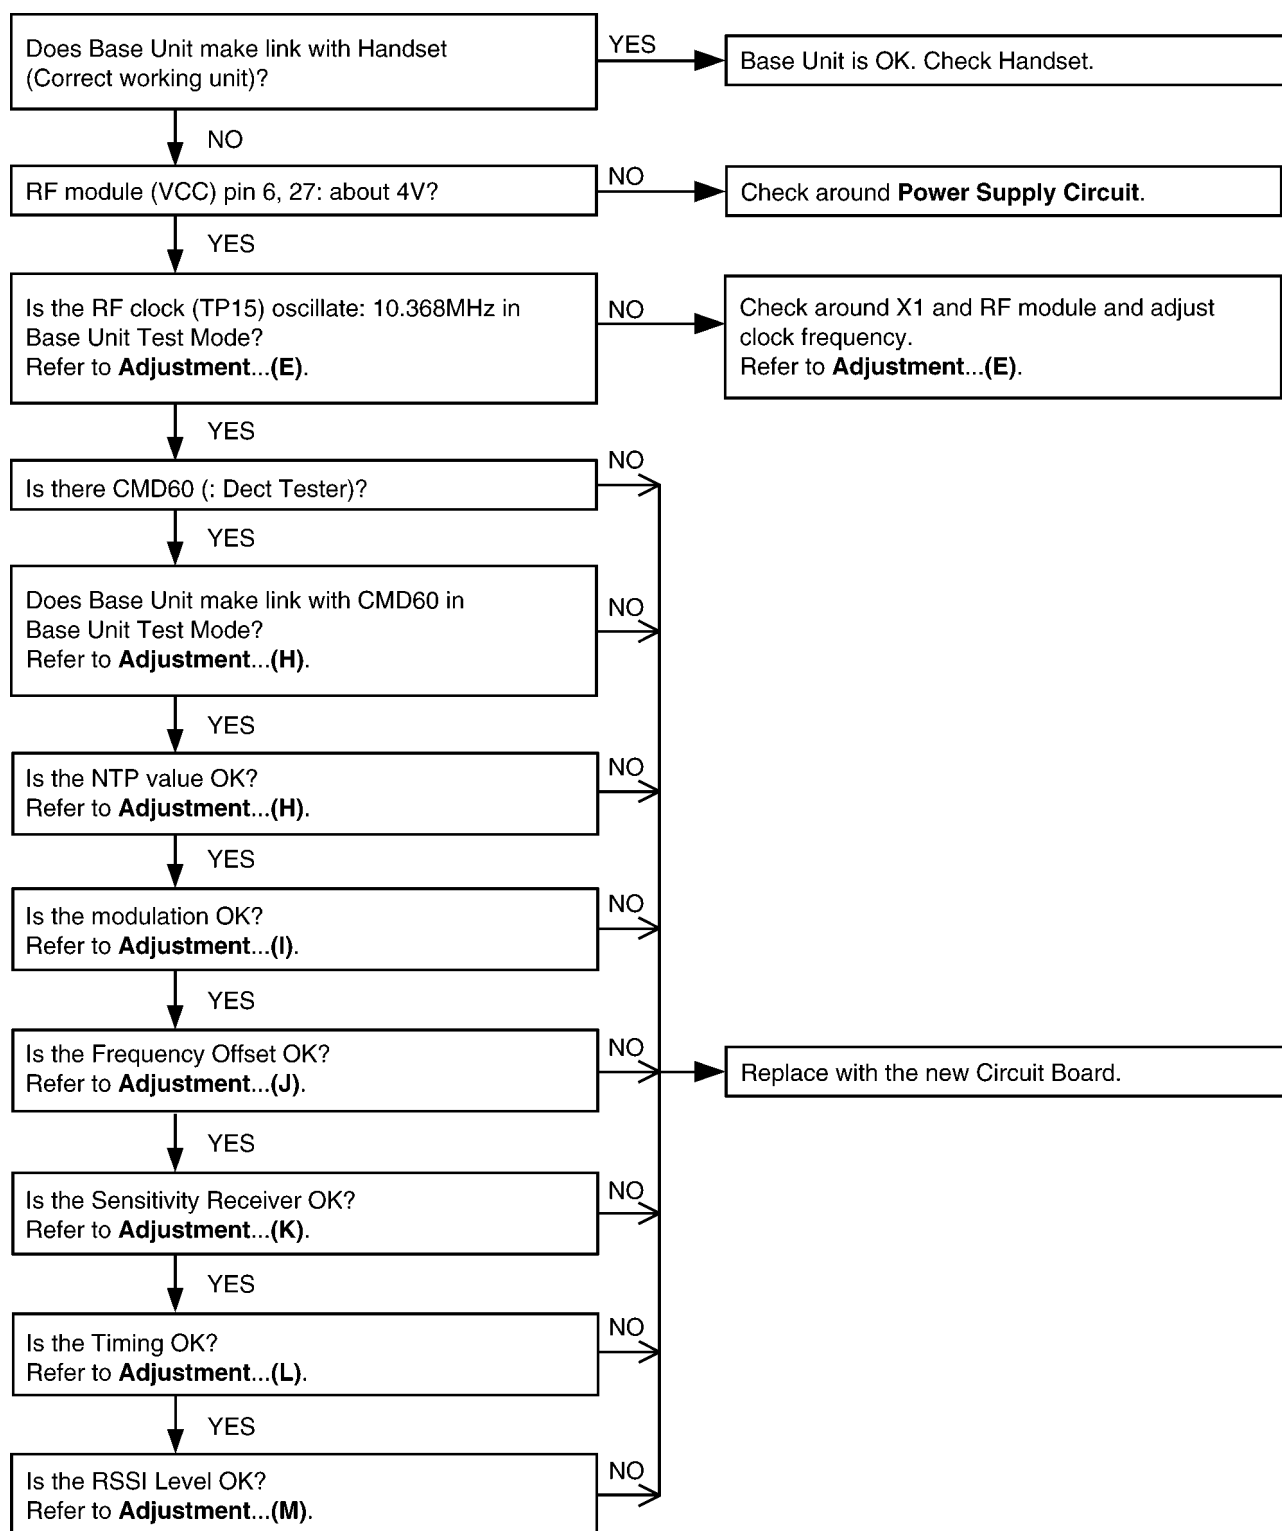 Does Base Unit make link with Handset
(Correct working unit)?
YES
Base Unit is OK. Check Handset.
NO
RF module (VCC) pin 6, 27: about 4V?
NO
Check around Power Supply Circuit.
YES
Is the RF clock (TP15) oscillate: 10.368MHz in
Base Unit Test Mode?
Refer to Adjustment...(E).
NO
Check around X1 and RF module and adjust
clock frequency.
Refer to Adjustment...(E).
YES
Is there CMD60 (: Dect Tester)?
NO
YES
Does Base Unit make link with CMD60 in
Base Unit Test Mode?
Refer to Adjustment...(H).
NO
YES
Is the NTP value OK?
Refer to Adjustment...(H).
NO
YES
Is the modulation OK?
Refer to Adjustment...(I).
NO
YES
Is the Frequency Offset OK?
Refer to Adjustment...(J).
NO
Replace with the new Circuit Board.
YES
Is the Sensitivity Receiver OK?
Refer to Adjustment...(K).
NO
YES
Is the Timing OK?
Refer to Adjustment...(L).
NO
YES
Is the RSSI Level OK?
Refer to Adjustment...(M).
NO